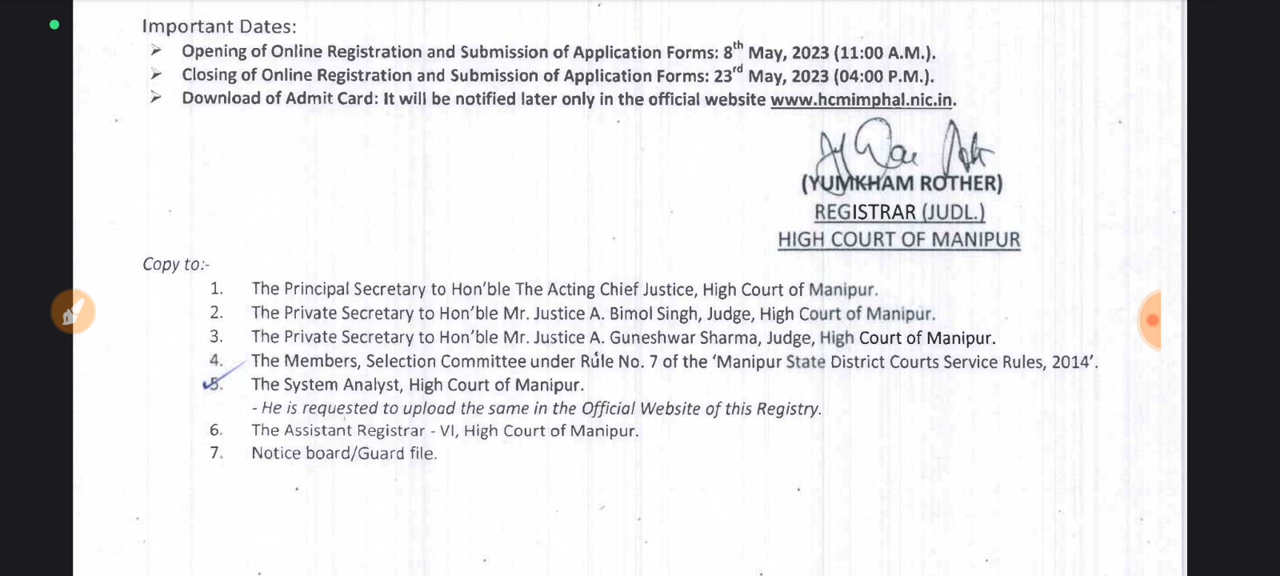 Important Dates:
➢ Opening of Online Registration and Submission of Application Forms: 8th May, 2023 (11:00 A.M.).
➢ Closing of Online Registration and Submission of Application Forms: 23rd May, 2023 (04:00 P.M.).
➢ Download of Admit Card: It will be notified later only in the official website www.hcmimphal.nic.in.
(YUMKHAM ROTHER)
REGISTRAR (JUDL.)
HIGH COURT OF MANIPUR
Copy to:-
1. The Principal Secretary to Hon'ble The Acting Chief Justice, High Court of Manipur.
2. The Private Secretary to Hon'ble Mr. Justice A. Bimol Singh, Judge, High Court of Manipur.
3. The Private Secretary to Hon'ble Mr. Justice A. Guneshwar Sharma, Judge, High Court of Manipur.
4. The Members, Selection Committee under Rule No. 7 of the 'Manipur State District Courts Service Rules, 2014'.
5. The System Analyst, High Court of Manipur.
- He is requested to upload the same in the Official Website of this Registry.
6. The Assistant Registrar - VI, High Court of Manipur.
7. Notice board/Guard file.